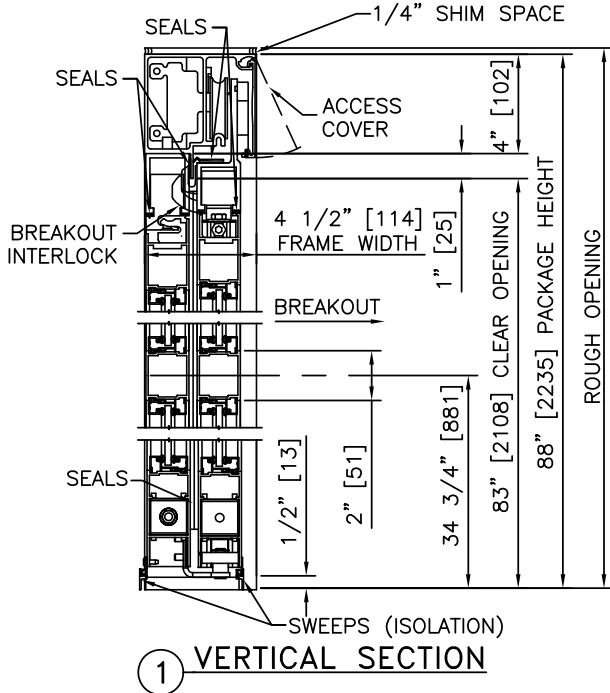 1/4” SHIM SPACE
SEALS
SEALS
ACCESS
COVER
4” [102]
BREAKOUT
INTERLOCK
4 1/2” [114]
FRAME WIDTH
1” [25]
BREAKOUT
83” [2108] CLEAR OPENING
88” [2235] PACKAGE HEIGHT
ROUGH OPENING
34 3/4” [881]
2” [51]
1/2” [13]
SEALS
SWEEPS (ISOLATION)
1 VERTICAL SECTION